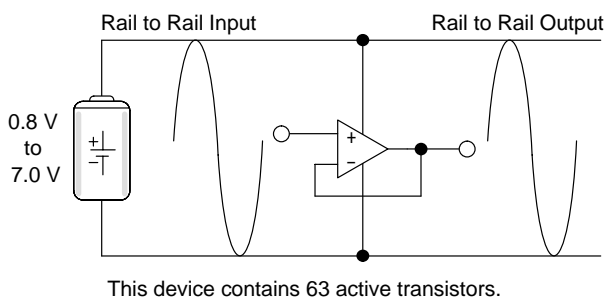 Rail to Rail Input
Rail to Rail Output
0.8 V
to
7.0 V
+
−
+
−
This device contains 63 active transistors.